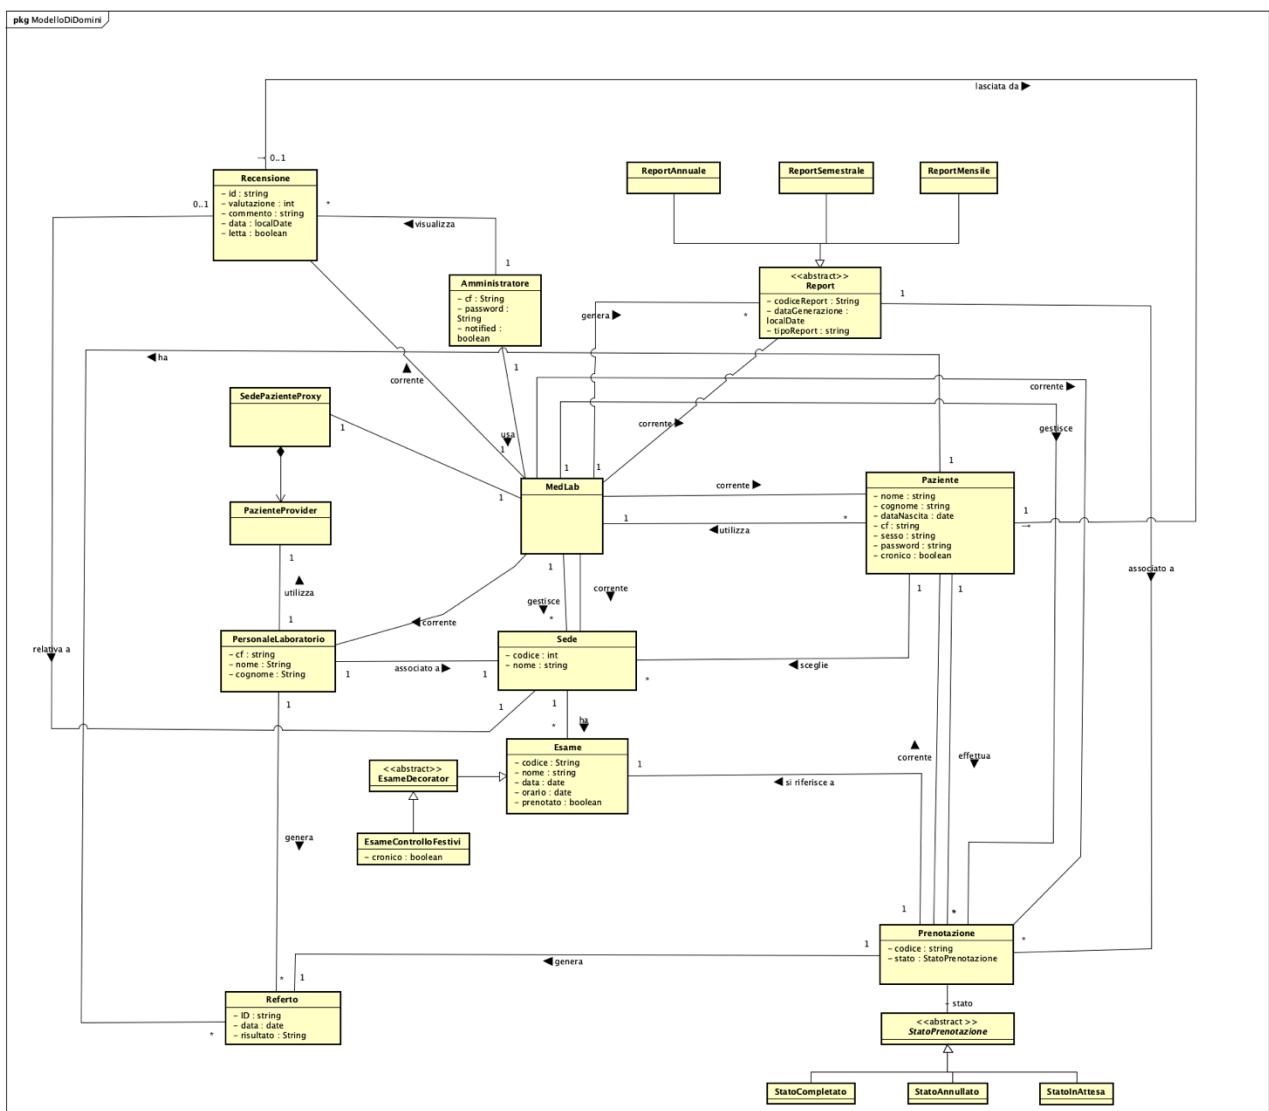 pkg ModelloDiDomini
lasciata da
0..1
Recensione
– id : string
– valutazione : int
– commento : string
– data : localDate
– letta : boolean
0..1
*
visualizza
1
ReportAnnuale
ReportSemestrale
ReportMensile
Amministratore
– cf : String
– password :
String
– notified :
boolean
<<abstract>>
Report
– codiceReport : String
– dataGenerazione :
localDate
– tipoReport : string
1
genera
*
ha
1
corrente
corrente
SedePazienteProxy
1
corrente
gestisce
usa
1
1
1
1
MedLab
corrente
1
Paziente
– nome : string
– cognome : string
– dataNascita : date
– cf : string
– sesso : string
– password : string
– cronico : boolean
1
PazienteProvider
1
*
utilizza
1
utilizza
1
associato a
1
corrente
gestisce
*
corrente
1
1
relativa a
PersonaleLaboratorio
– cf : string
– nome : String
– cognome : String
1
associato a
1
Sede
– codice : int
– nome : string
*
sceglie
1
1
1
*
ha
Esame
– codice : String
– nome : string
– data : date
– orario : date
– prenotato : boolean
1
si riferisce a
corrente
effettua
<<abstract>>
EsameDecorator
EsameControlloFestivi
– cronico : boolean
genera
1
*
Prenotazione
– codice : string
– stato : StatoPrenotazione
*
1
genera
*
1
Referto
– ID : string
– data : date
– risultato : String
*
– stato
<<abstract >>
StatoPrenotazione
StatoCompletato
StatoAnnullato
StatoInAttesa